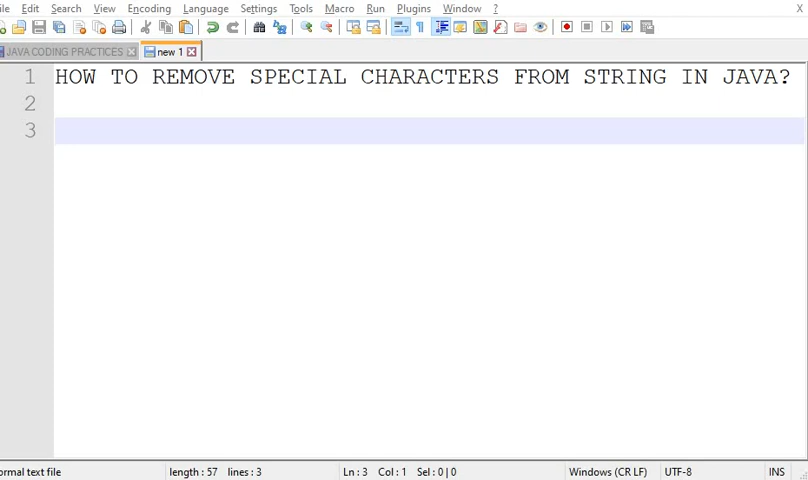 ile Edit Search View Encoding Language Settings Tools Macro Run Plugins Window ? X
JAVA CODING PRACTICES new 1
1 HOW TO REMOVE SPECIAL CHARACTERS FROM STRING IN JAVA?
2
3
ormal text file length : 57 lines : 3 Ln : 3 Col : 1 Sel : 0 | 0 Windows (CR LF) UTF-8 INS